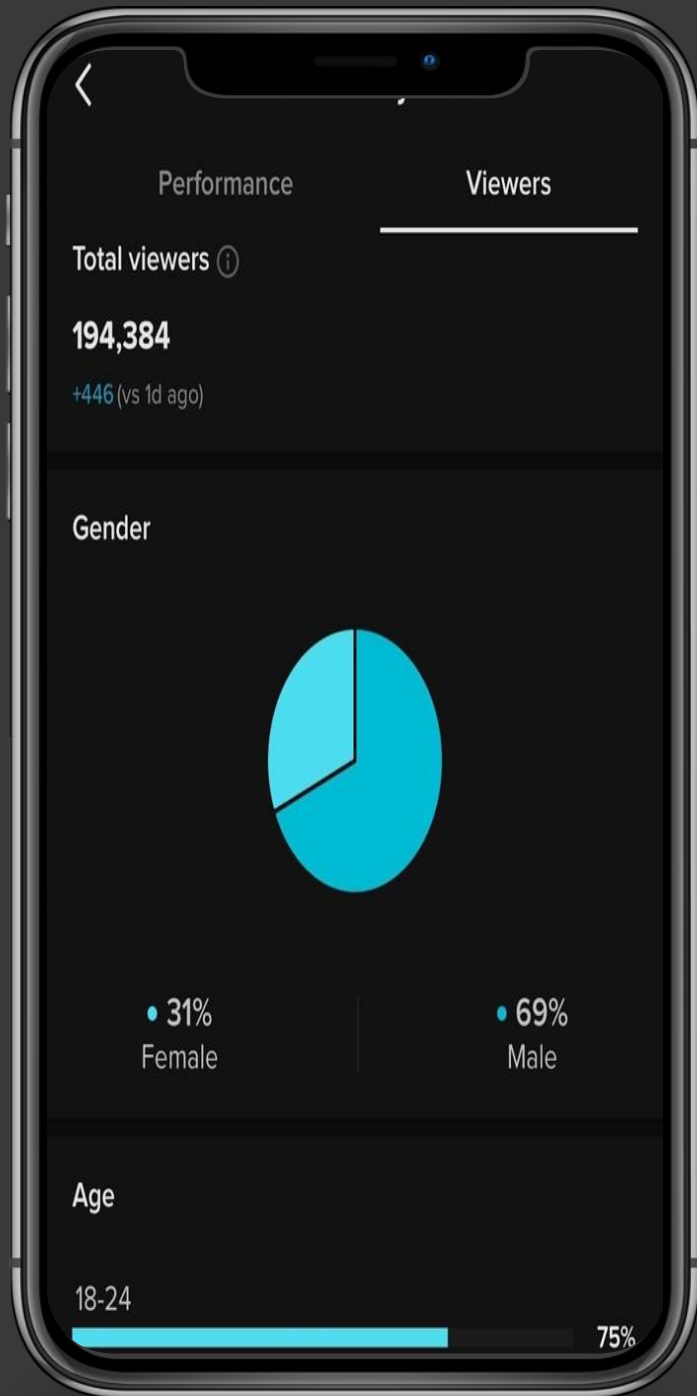 Performance
Viewers
Total viewers
194,384
+446 (vs 1d ago)
Gender
31%
Female
69%
Male
Age
18-24
75%